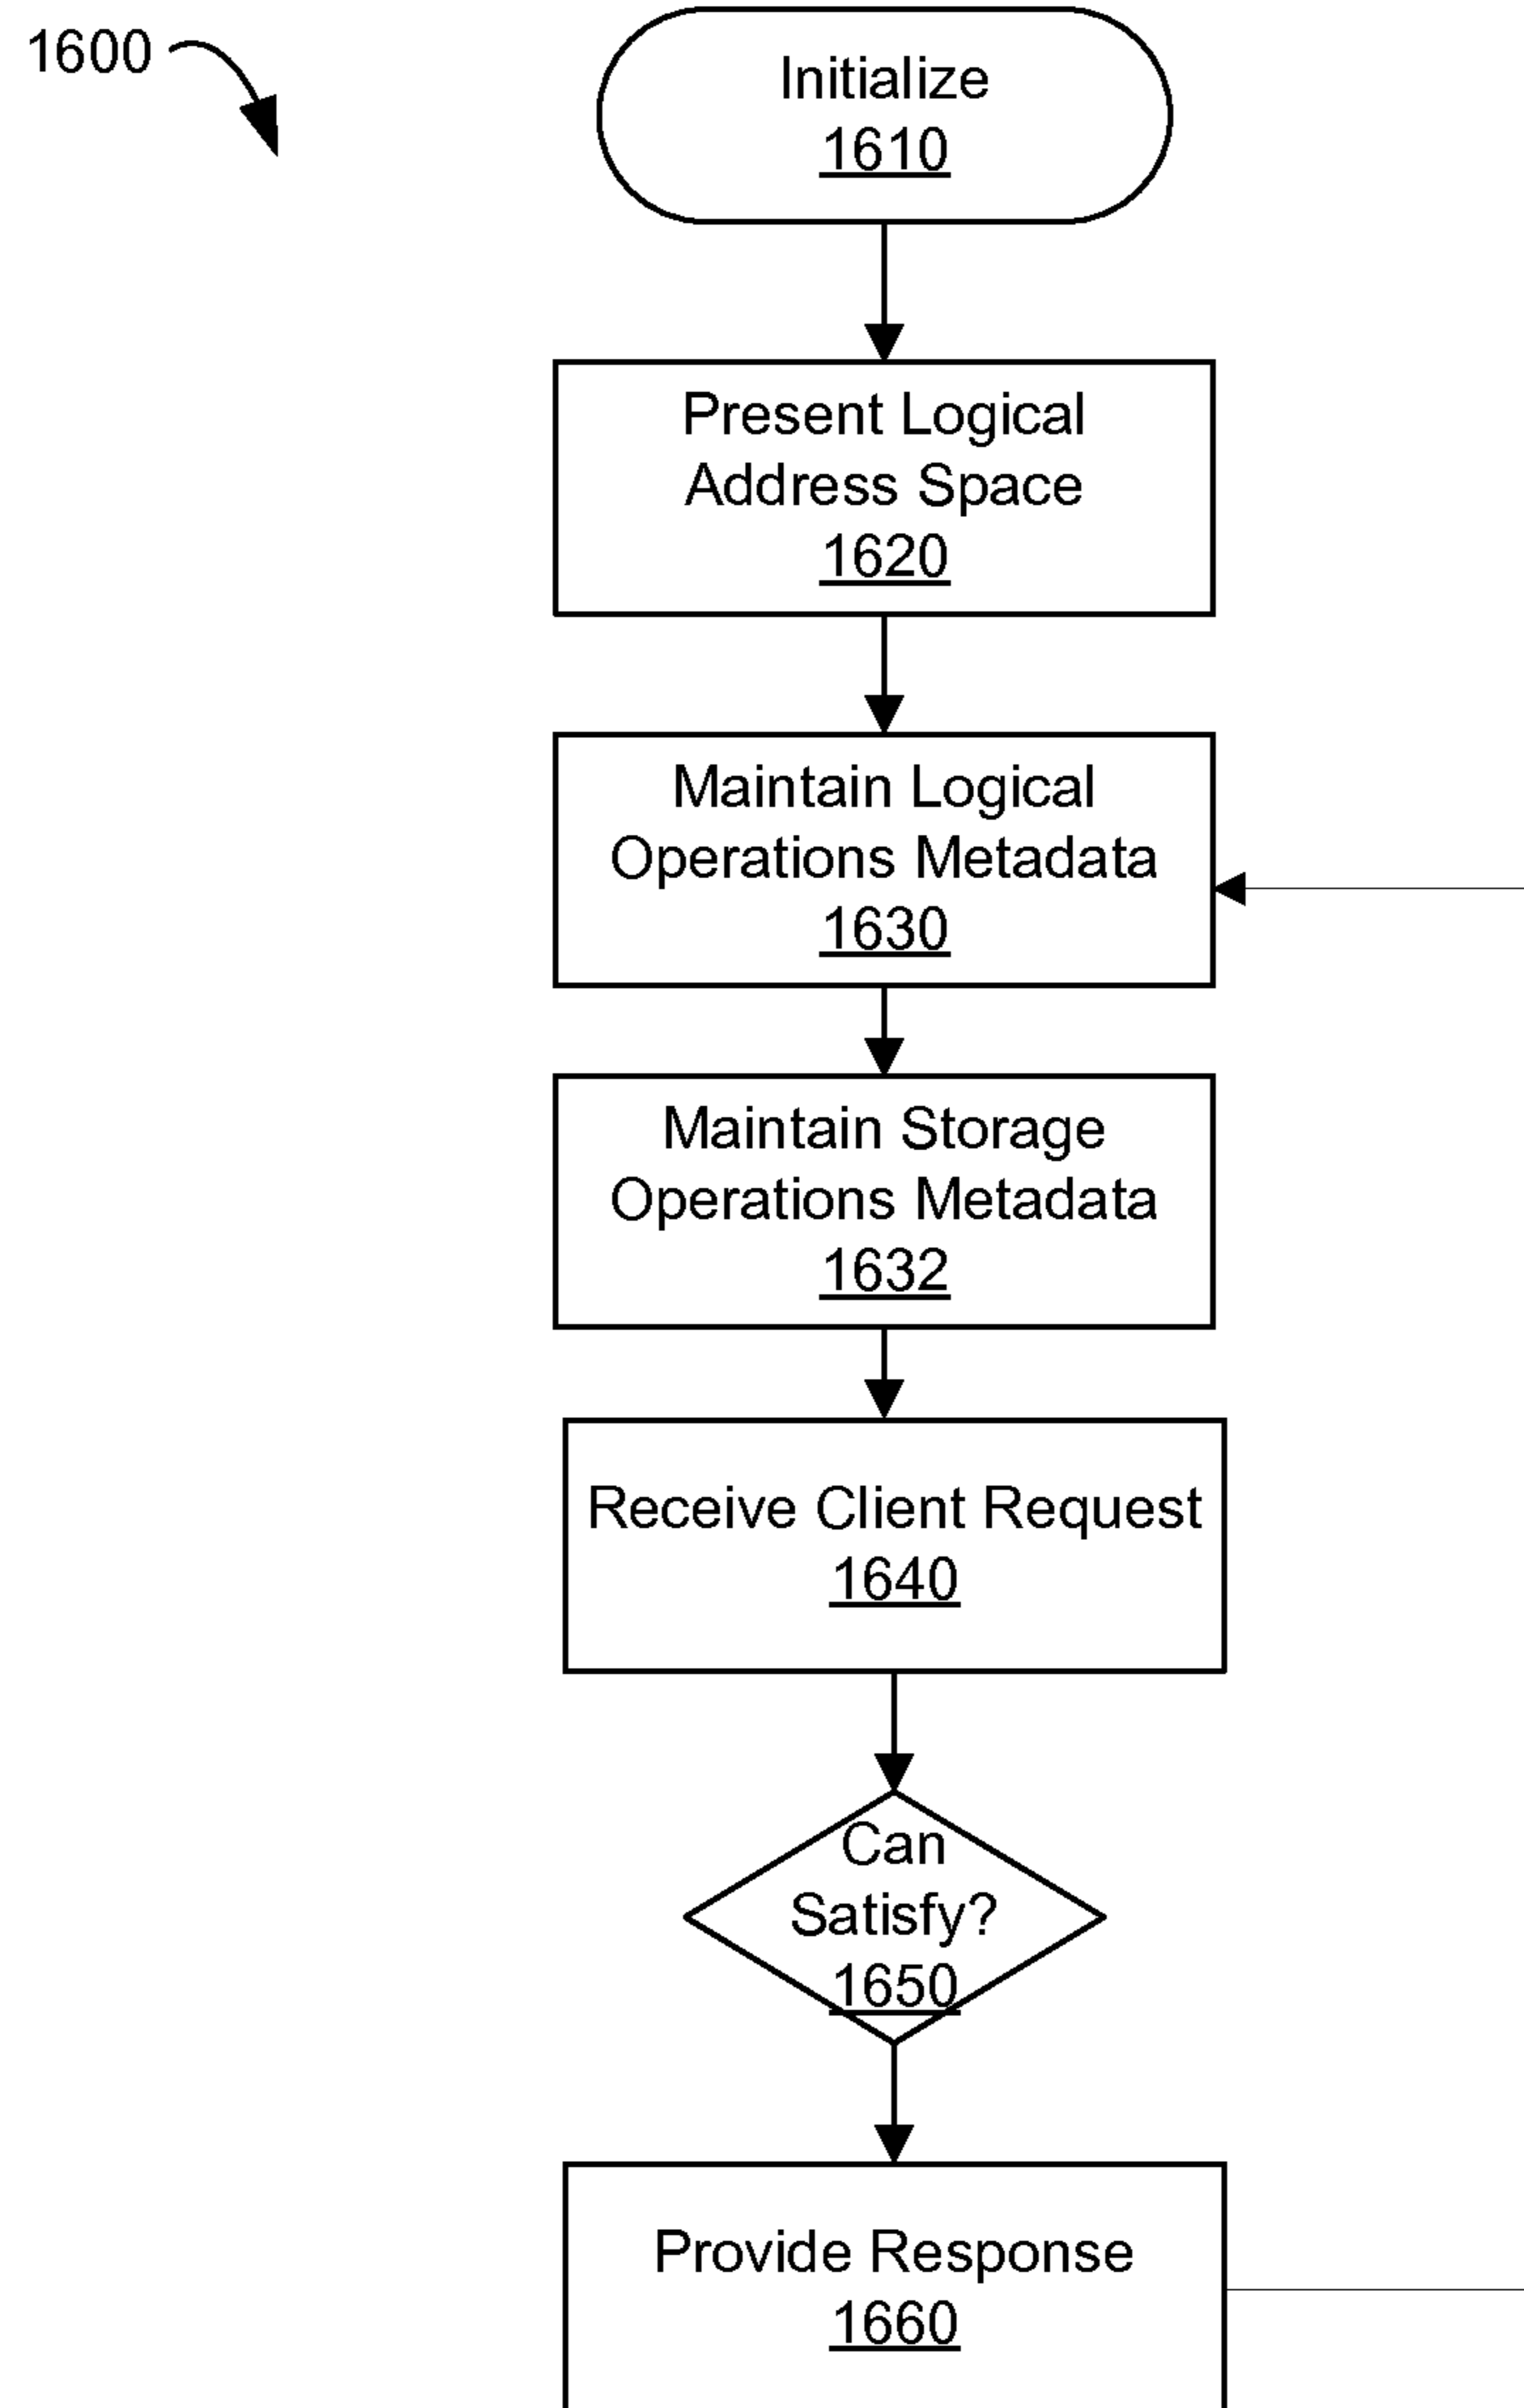 1600
Initialize
1610
Present Logical
Address Space
1620
Maintain Logical
Operations Metadata
1630
Maintain Storage
Operations Metadata
1632
Receive Client Request
1640
Can
Satisfy?
1650
Provide Response
1660